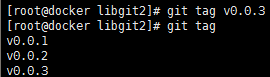 [root@docker libgit2]# git tag v0.0.3
[root@docker libgit2]# git tag
v0.0.1
v0.0.2
v0.0.3